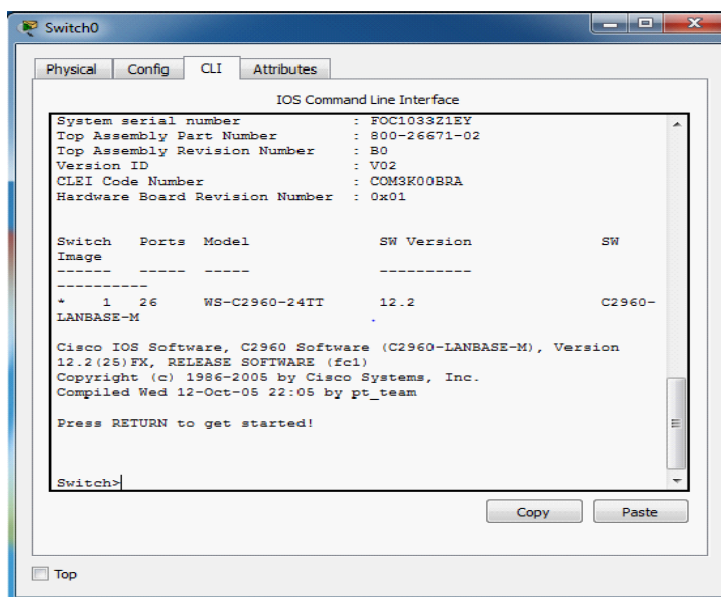 Switch0
Physical Config CLI Attributes
IOS Command Line Interface
System serial number : FOC1033Z1EY
Top Assembly Part Number : 800-26671-02
Top Assembly Revision Number : B0
Version ID : V02
CLEI Code Number : COM3K00BRA
Hardware Board Revision Number : 0x01
Switch Ports Model SW Version SW
Image
------ ----- ----- ----------
----------
* 1 26 WS-C2960-24TT 12.2 C2960-
LANBASE-M
Cisco IOS Software, C2960 Software (C2960-LANBASE-M), Version
12.2(25)FX, RELEASE SOFTWARE (fc1)
Copyright (c) 1986-2005 by Cisco Systems, Inc.
Compiled Wed 12-Oct-05 22:05 by pt_team
Press RETURN to get started!
Switch>
Copy Paste
Top